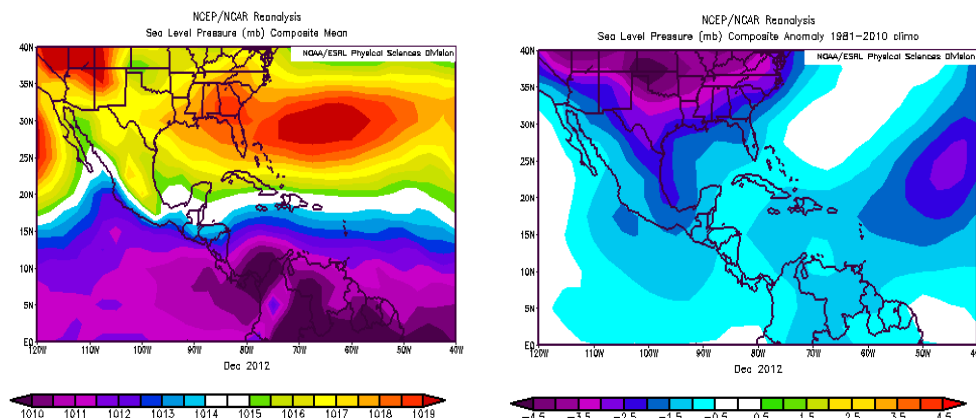 NCEP/NCAR Reanalysis
Sea Level Pressure (mb) Composite Mean
NOAA/ESRL Physical Sciences Division
40N
35N
30N
25N
20N
15N
10N
5N
EQ
120W 110W 100W 90W 80W 70W 60W 50W 40W
Dec 2012
1010 1011 1012 1013 1014 1015 1016 1017 1018 1019
NCEP/NCAR Reanalysis
Sea Level Pressure (mb) Composite Anomaly 1981-2010 climo
NOAA/ESRL Physical Sciences Division
40N
35N
30N
25N
20N
15N
10N
5N
EQ
120W 110W 100W 90W 80W 70W 60W 50W 40W
Dec 2012
-4.5 -3.5 -2.5 -1.5 -0.5 0.5 1.5 2.5 3.5 4.5